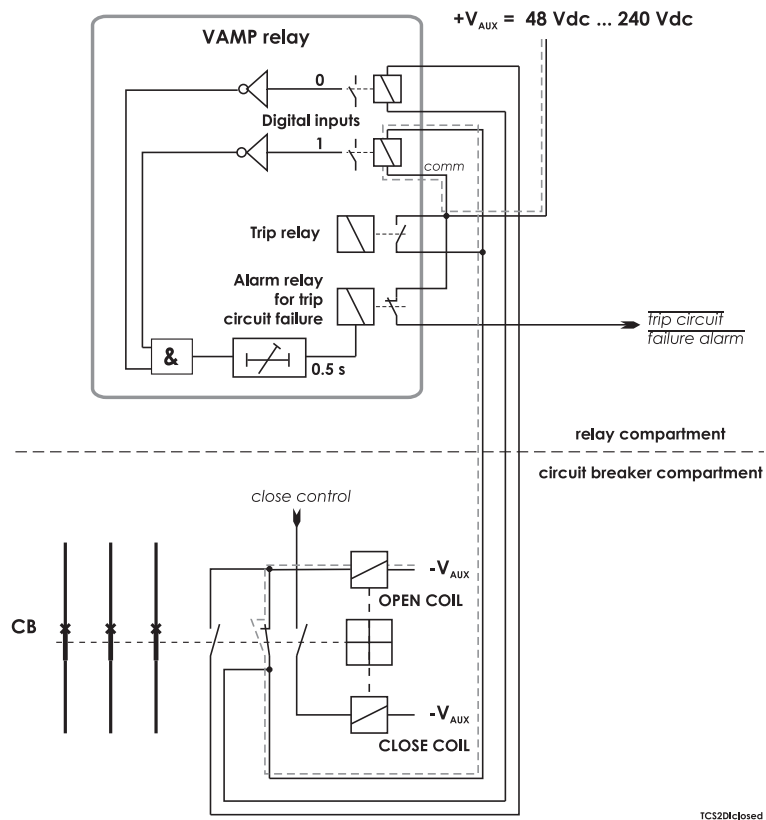 +VAUX = 48 Vdc ... 240 Vdc
VAMP relay
0
Digital inputs
1
comm
Trip relay
Alarm relay
for trip
circuit failure
&
0.5 s
trip circuit
failure alarm
relay compartment
circuit breaker compartment
close control
-VAUX
OPEN COIL
CB
-VAUX
CLOSE COIL
TCS2DIclosed